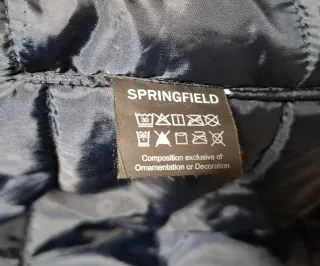 SPRINGFIELD
Composition exclusive of
Ornamentation or Decoration